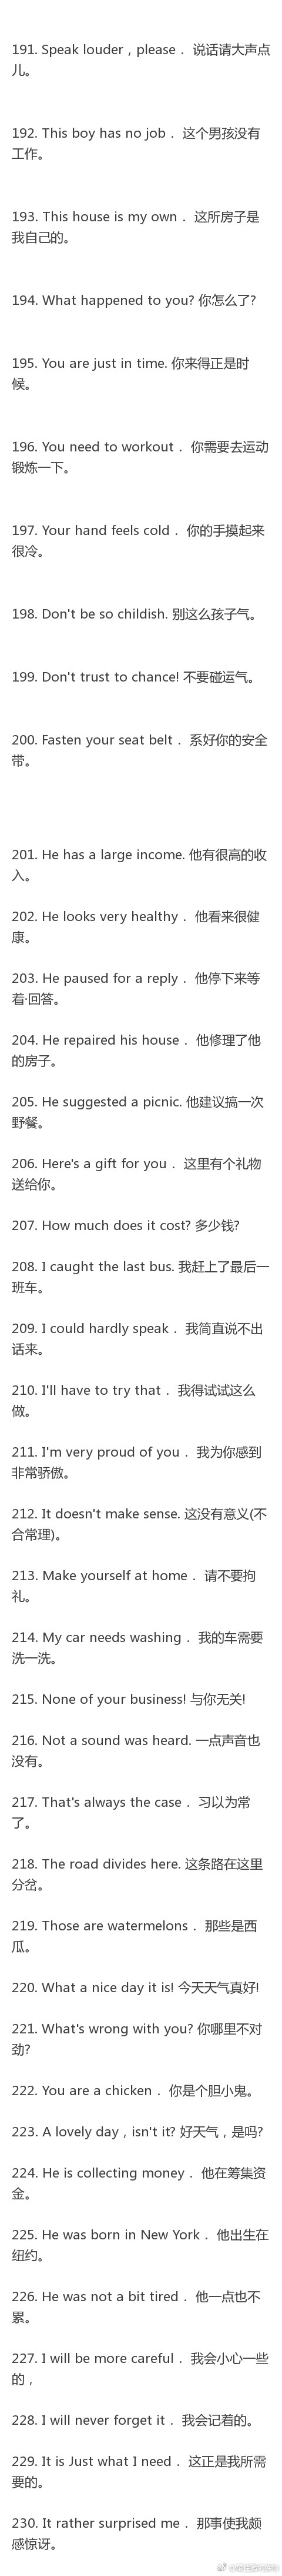 191. Speak louder，please． 说话请大声点
儿。
192. This boy has no job． 这个男孩没有
工作。
193. This house is my own． 这所房子是
我自己的。
194. What happened to you? 你怎么了?
195. You are just in time. 你来得正是时
候。
196. You need to workout． 你需要去运动
锻炼一下。
197. Your hand feels cold． 你的手摸起来
很冷。
198. Don't be so childish. 别这么孩子气。
199. Don't trust to chance! 不要碰运气。
200. Fasten your seat belt． 系好你的安全
带。
201. He has a large income. 他有很高的收
入。
202. He looks very healthy． 他看来很健
康。
203. He paused for a reply． 他停下来等
着·回答。
204. He repaired his house． 他修理了他
的房子。
205. He suggested a picnic. 他建议搞一次
野餐。
206. Here's a gift for you． 这里有个礼物
送给你。
207. How much does it cost? 多少钱?
208. I caught the last bus. 我赶上了最后一
班车。
209. I could hardly speak． 我简直说不出
话来。
210. I'll have to try that． 我得试试这么
做。
211. I'm very proud of you． 我为你感到
非常骄傲。
212. It doesn't make sense. 这没有意义(不
合常理)。
213. Make yourself at home． 请不要拘
礼。
214. My car needs washing． 我的车需要
洗一洗。
215. None of your business! 与你无关!
216. Not a sound was heard. 一点声音也
没有。
217. That's always the case． 习以为常
了。
218. The road divides here. 这条路在这里
分岔。
219. Those are watermelons． 那些是西
瓜。
220. What a nice day it is! 今天天气真好!
221. What's wrong with you? 你哪里不对
劲?
222. You are a chicken． 你是个胆小鬼。
223. A lovely day，isn't it? 好天气，是吗?
224. He is collecting money． 他在筹集资
金。
225. He was born in New York． 他出生在
纽约。
226. He was not a bit tired． 他一点也不
累。
227. I will be more careful． 我会小心一些
的，
228. I will never forget it． 我会记着的。
229. It is Just what I need． 这正是我所需
要的。
230. It rather surprised me． 那事使我颇
感惊讶。